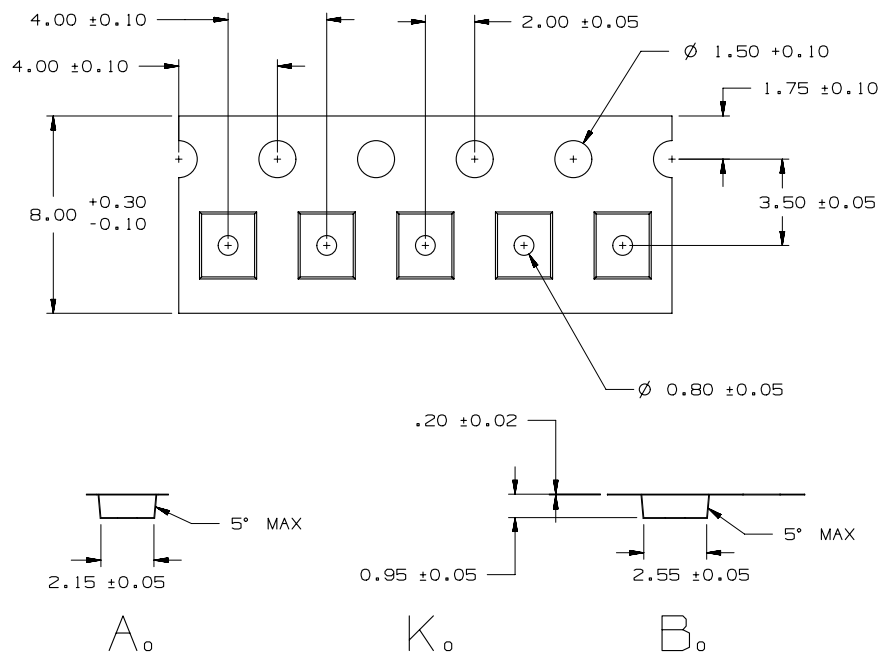 4.00 ±0.10
2.00 ±0.05
4.00 ±0.10
Ø 1.50 +0.10
1.75 ±0.10
8.00 +0.30
-0.10
3.50 ±0.05
Ø 0.80 ±0.05
.20 ±0.02
5° MAX
5° MAX
2.15 ±0.05
0.95 ±0.05
2.55 ±0.05
A₀
K₀
B₀